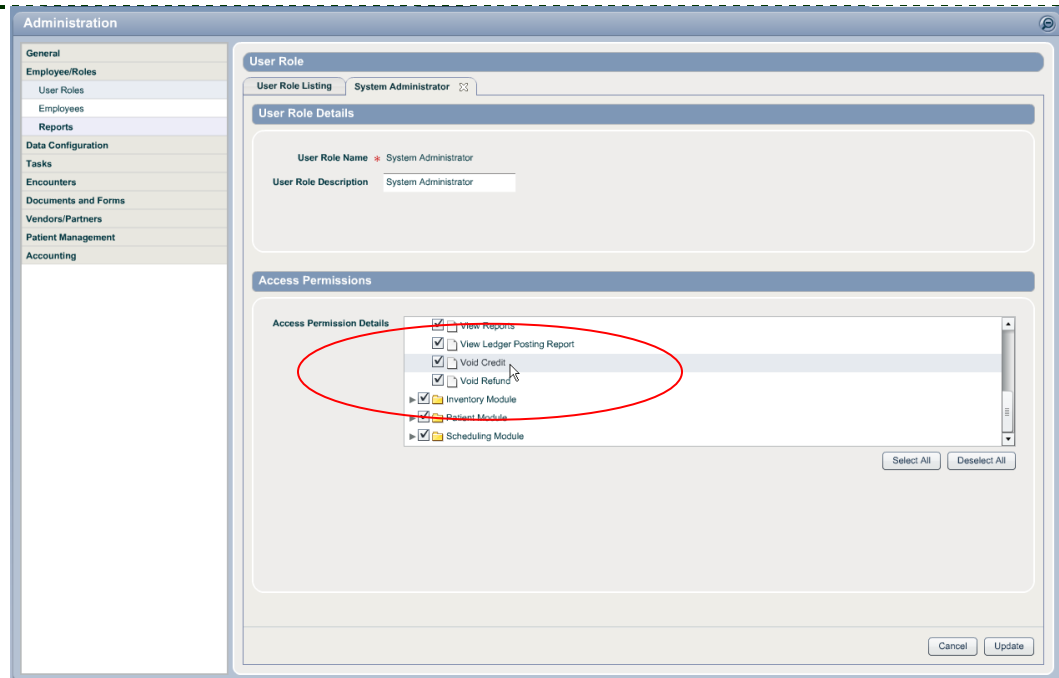 Administration
General
Employee/Roles
User Roles
Employees
Reports
Data Configuration
Tasks
Encounters
Documents and Forms
Vendors/Partners
Patient Management
Accounting
User Role
User Role Listing System Administrator
User Role Details
User Role Name * System Administrator
User Role Description System Administrator
Access Permissions
Access Permission Details
View Reports
View Ledger Posting Report
Void Credit
Void Refund
Inventory Module
Patient Module
Scheduling Module
Select All Deselect All
Cancel Update